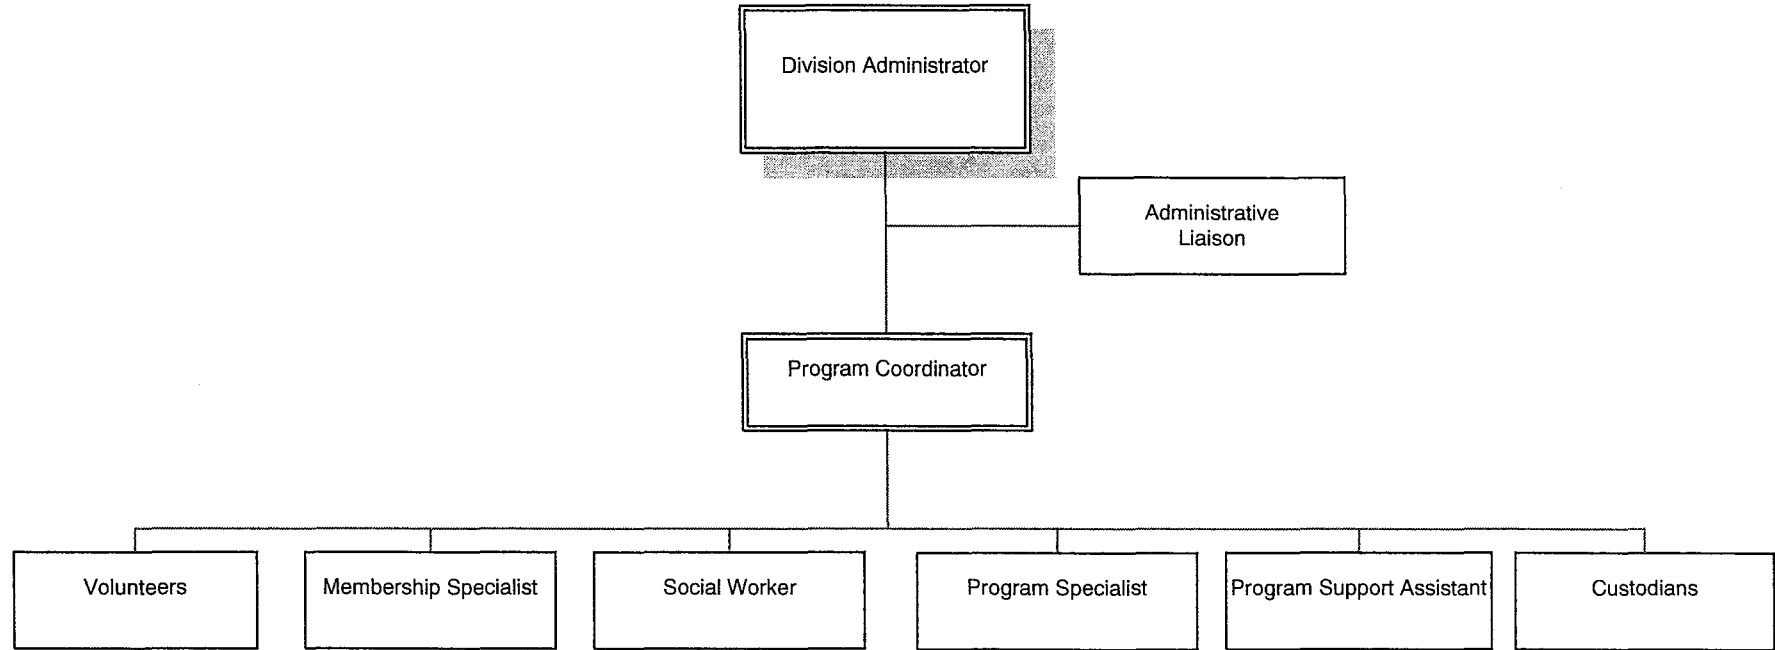 Division Administrator
Administrative
Liaison
Program Coordinator
Volunteers
Membership Specialist
Social Worker
Program Specialist
Program Support Assistant
Custodians